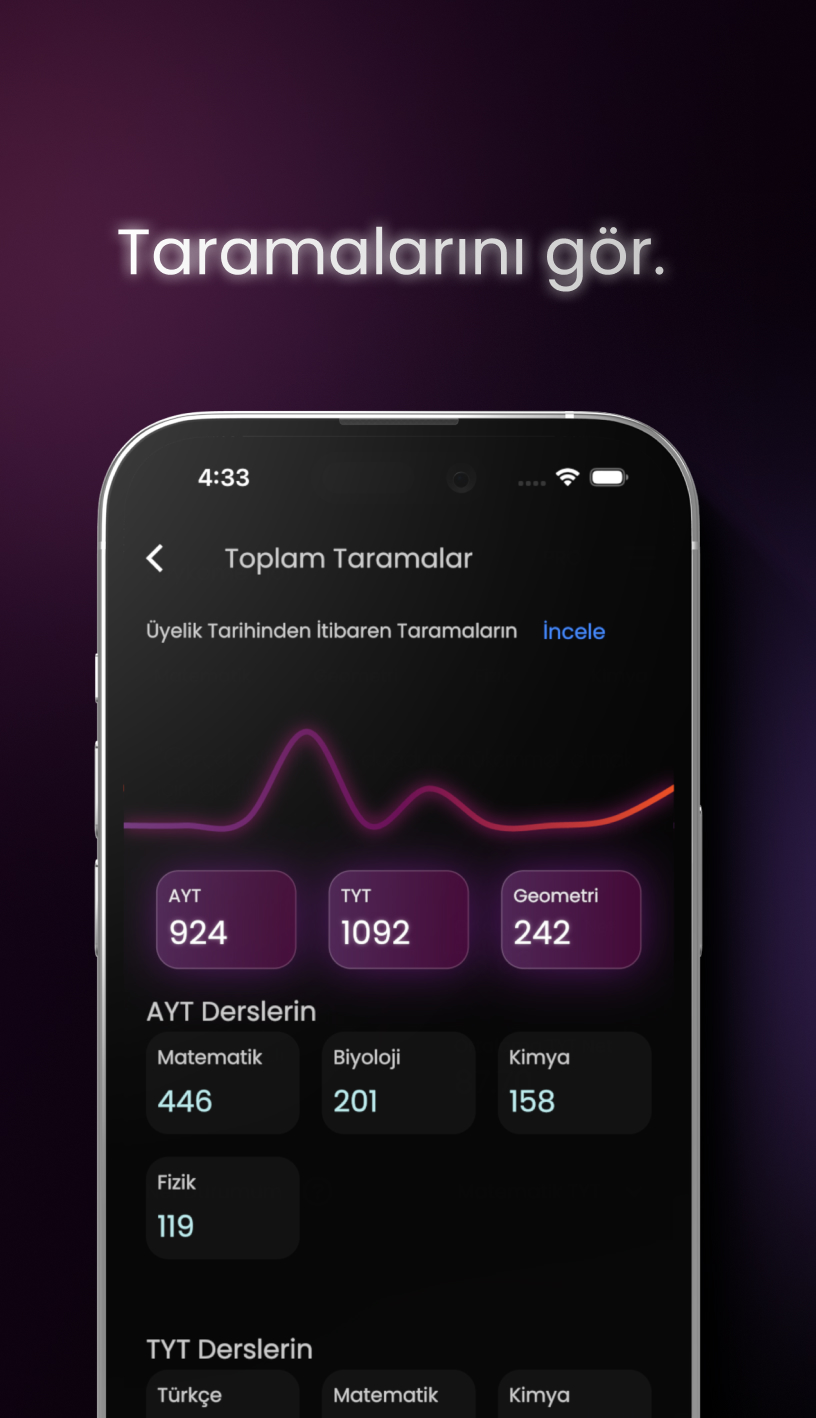 Taramalarını gör.
4:33
Toplam Taramalar
Üyelik Tarihinden İtibaren Taramaların İncele
AYT TYT Geometri
924 1092 242
AYT Derslerin
Matematik Biyoloji Kimya
446 201 158
Fizik
119
TYT Derslerin
Türkçe Matematik Kimya